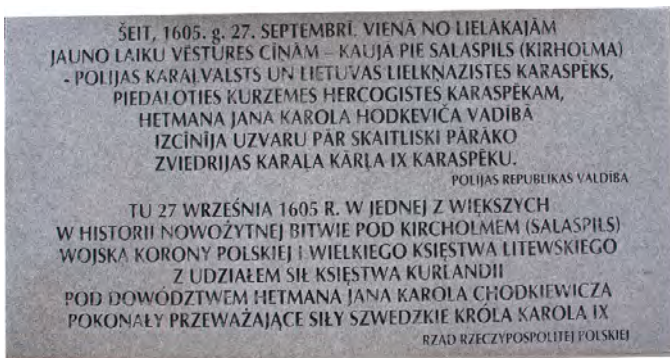 ŠEIT, 1605. g. 27. SEPTEMBRĪ, VIENĀ NO LIELĀKAJĀM
JAUNO LAIKU VĒSTURES CĪŅĀM – KAUJĀ PIE SALASPILS (KIRHOLMA)
- POLIJAS KARAĻVALSTS UN LIETUVAS LIELKŅAZISTES KARASPĒKS,
PIEDALOTIES KURZEMES HERCOGISTES KARASPĒKAM,
HETMAŅA JANA KAROLA HODKEVIČA VADĪBĀ
IZCĪNĪJA UZVARU PĀR SKAITLISKI PĀRĀKO
ZVIEDRIJAS KARAĻA KĀRĻA IX KARASPĒKU.
POLIJAS REPUBLIKAS VALDĪBA
TU 27 WRZEŚNIA 1605 R. W JEDNEJ Z WIĘKSZYCH
W HISTORII NOWOŻYTNEJ BITWIE POD KIRCHOLMEM (SALASPILS)
WOJSKA KORONY POLSKIEJ I WIELKIEGO KSIĘSTWA LITEWSKIEGO
Z UDZIAŁEM SIŁ KSIĘSTWA KURLANDII
POD DOWÓDZTWEM HETMANA JANA KAROLA CHODKIEWICZA
POKONAŁY PRZEWAŻAJĄCE SIŁY SZWEDZKIE KRÓLA KAROLA IX
RZĄD RZECZYPOSPOLITEJ POLSKIEJ